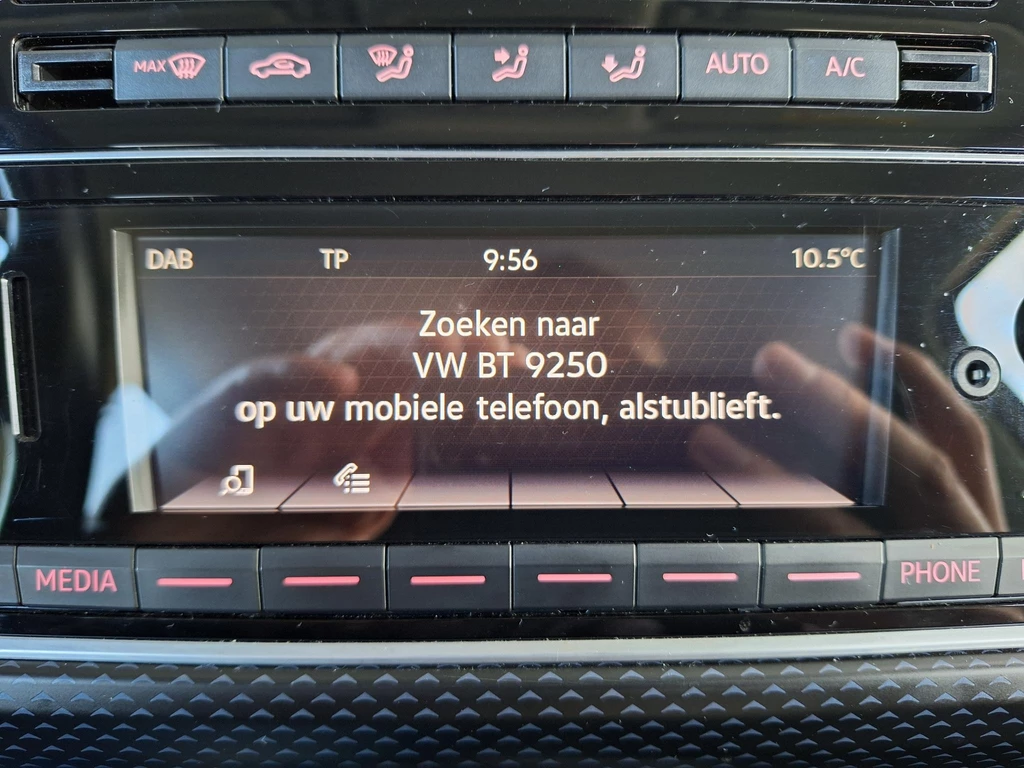 MAX AUTO A/C
DAB TP 9:56 10.5°C
Zoeken naar
VW BT 9250
op uw mobiele telefoon, alstublieft.
MEDIA PHONE